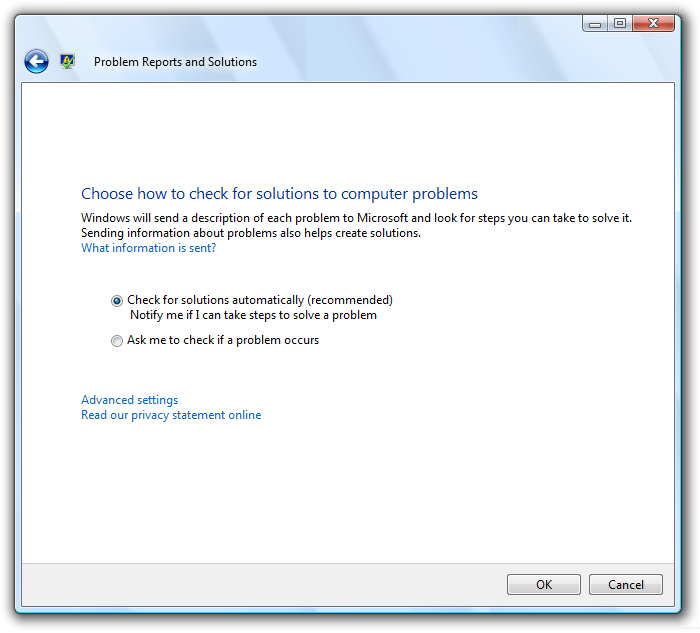 Problem Reports and Solutions
Choose how to check for solutions to computer problems
Windows will send a description of each problem to Microsoft and look for steps you can take to solve it.
Sending information about problems also helps create solutions.
What information is sent?
Check for solutions automatically (recommended)
Notify me if I can take steps to solve a problem
Ask me to check if a problem occurs
Advanced settings
Read our privacy statement online
OK
Cancel